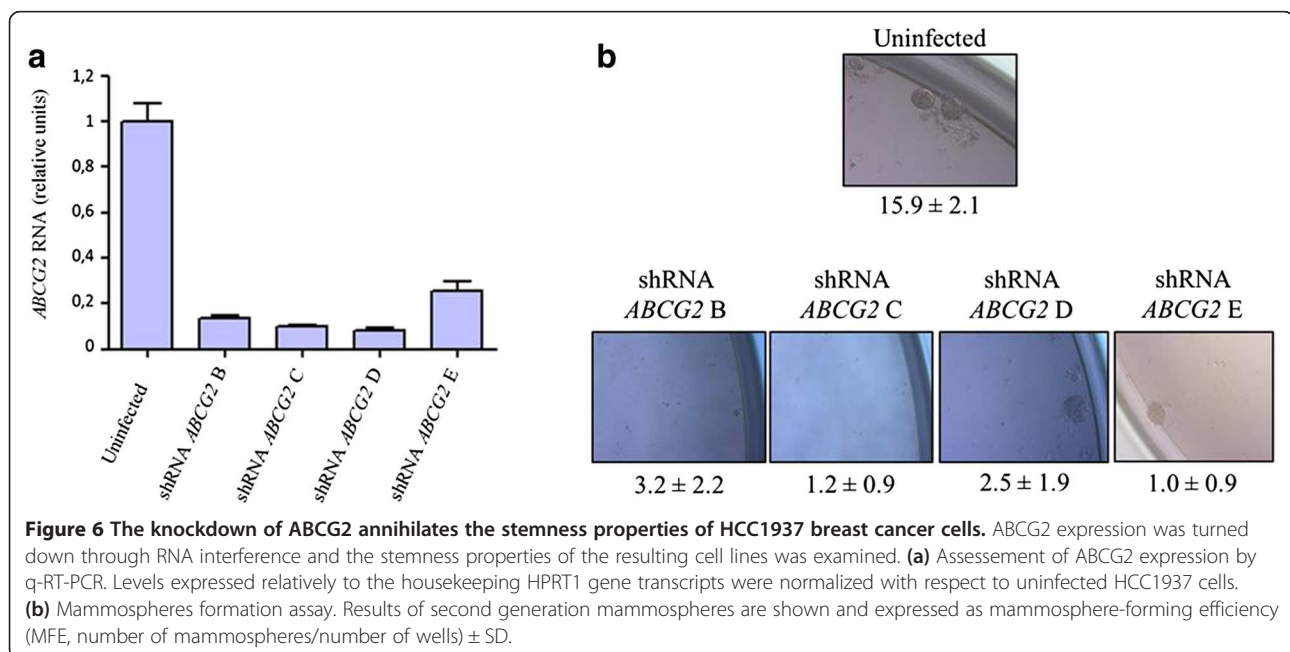 a
1,2
1
0,8
0,6
0,4
0,2
0
ABCG2 RNA (relative units)
Uninfected
shRNA ABCG2 B
shRNA ABCG2 C
shRNA ABCG2 D
shRNA ABCG2 E
b
Uninfected
15.9 ± 2.1
shRNA
ABCG2 B
shRNA
ABCG2 C
shRNA
ABCG2 D
shRNA
ABCG2 E
3.2 ± 2.2
1.2 ± 0.9
2.5 ± 1.9
1.0 ± 0.9
Figure 6 The knockdown of ABCG2 annihilates the stemness properties of HCC1937 breast cancer cells. ABCG2 expression was turned
down through RNA interference and the stemness properties of the resulting cell lines was examined. (a) Assessement of ABCG2 expression by
q-RT-PCR. Levels expressed relatively to the housekeeping HPRT1 gene transcripts were normalized with respect to uninfected HCC1937 cells.
(b) Mammospheres formation assay. Results of second generation mammospheres are shown and expressed as mammosphere-forming efficiency
(MFE, number of mammospheres/number of wells) ± SD.